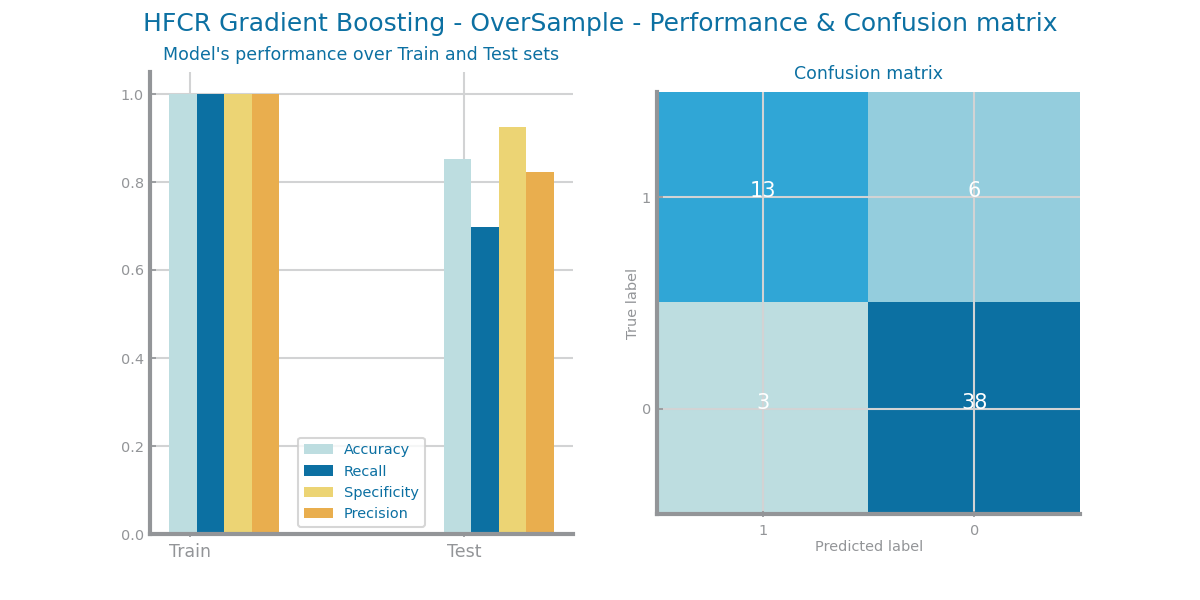 HFCR Gradient Boosting - OverSample - Performance & Confusion matrix
Model's performance over Train and Test sets
1.0
0.8
0.6
0.4
0.2
0.0
Accuracy
Recall
Specificity
Precision
Train
Test
Confusion matrix
True label
1
0
13
6
3
38
1
0
Predicted label